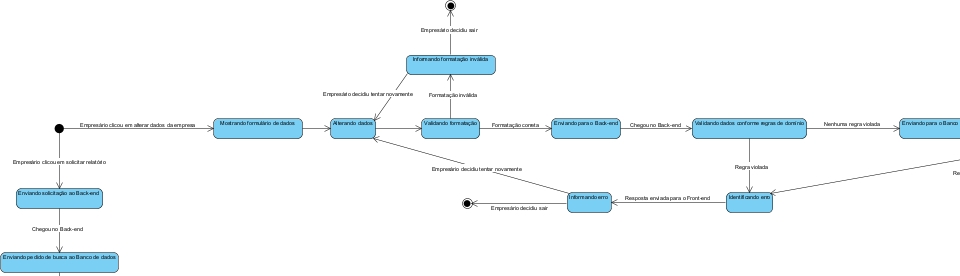 Empresário decidiu sair
Informando formatação inválida
Empresário decidiu tentar novamente
Formatação inválida
Empresário clicou em alterar dados da empresa
Mostrando formulário de dados
Alterando dados
Validando formatação
Formatação correta
Enviando para o Back-end
Chegou no Back-end
Validando dados conforme regras de domínio
Nenhuma regra violada
Enviando para o Banco
Empresário clicou em solicitar relatório
Empresário decidiu tentar novamente
Regra violada
Re
Enviando solicitação ao Back-end
Empresário decidiu sair
Informando erro
Resposta enviada para o Front-end
Identificando erro
Chegou no Back-end
Enviando pedido de busca ao Banco de dados